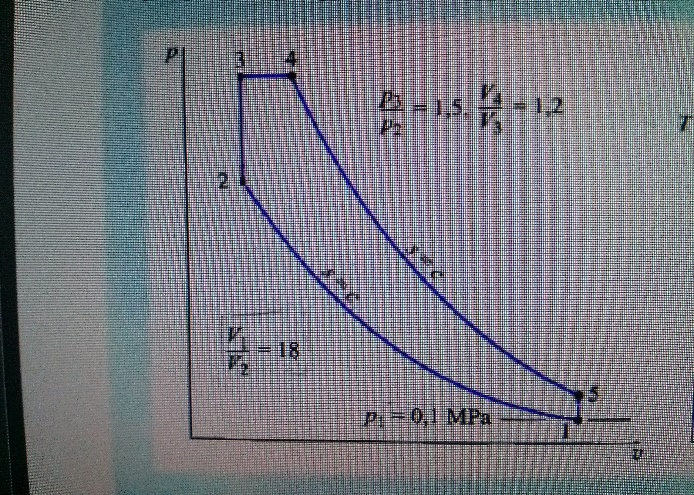 P
3 4
p₃/p₂ = 1,5, V₄/V₃ = 1,2
T
2
s = c
s = c
V₁/V₂ = 18
5
p₁ = 0,1 MPa
1
v